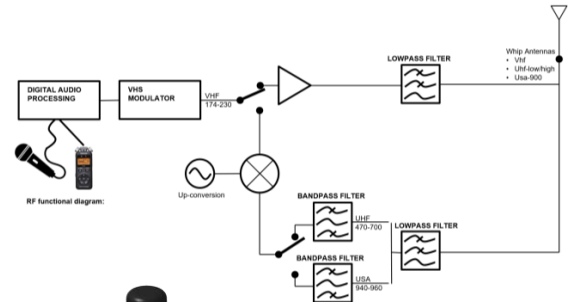 LOWPASS FILTER
Whip Antennas
• Vhf
• Uhf-low/high
• Usa-900
DIGITAL AUDIO
PROCESSING
VHS
MODULATOR
VHF
174-230
Up-conversion
RF functional diagram:
BANDPASS FILTER
UHF
470-700
LOWPASS FILTER
BANDPASS FILTER
USA
940-960